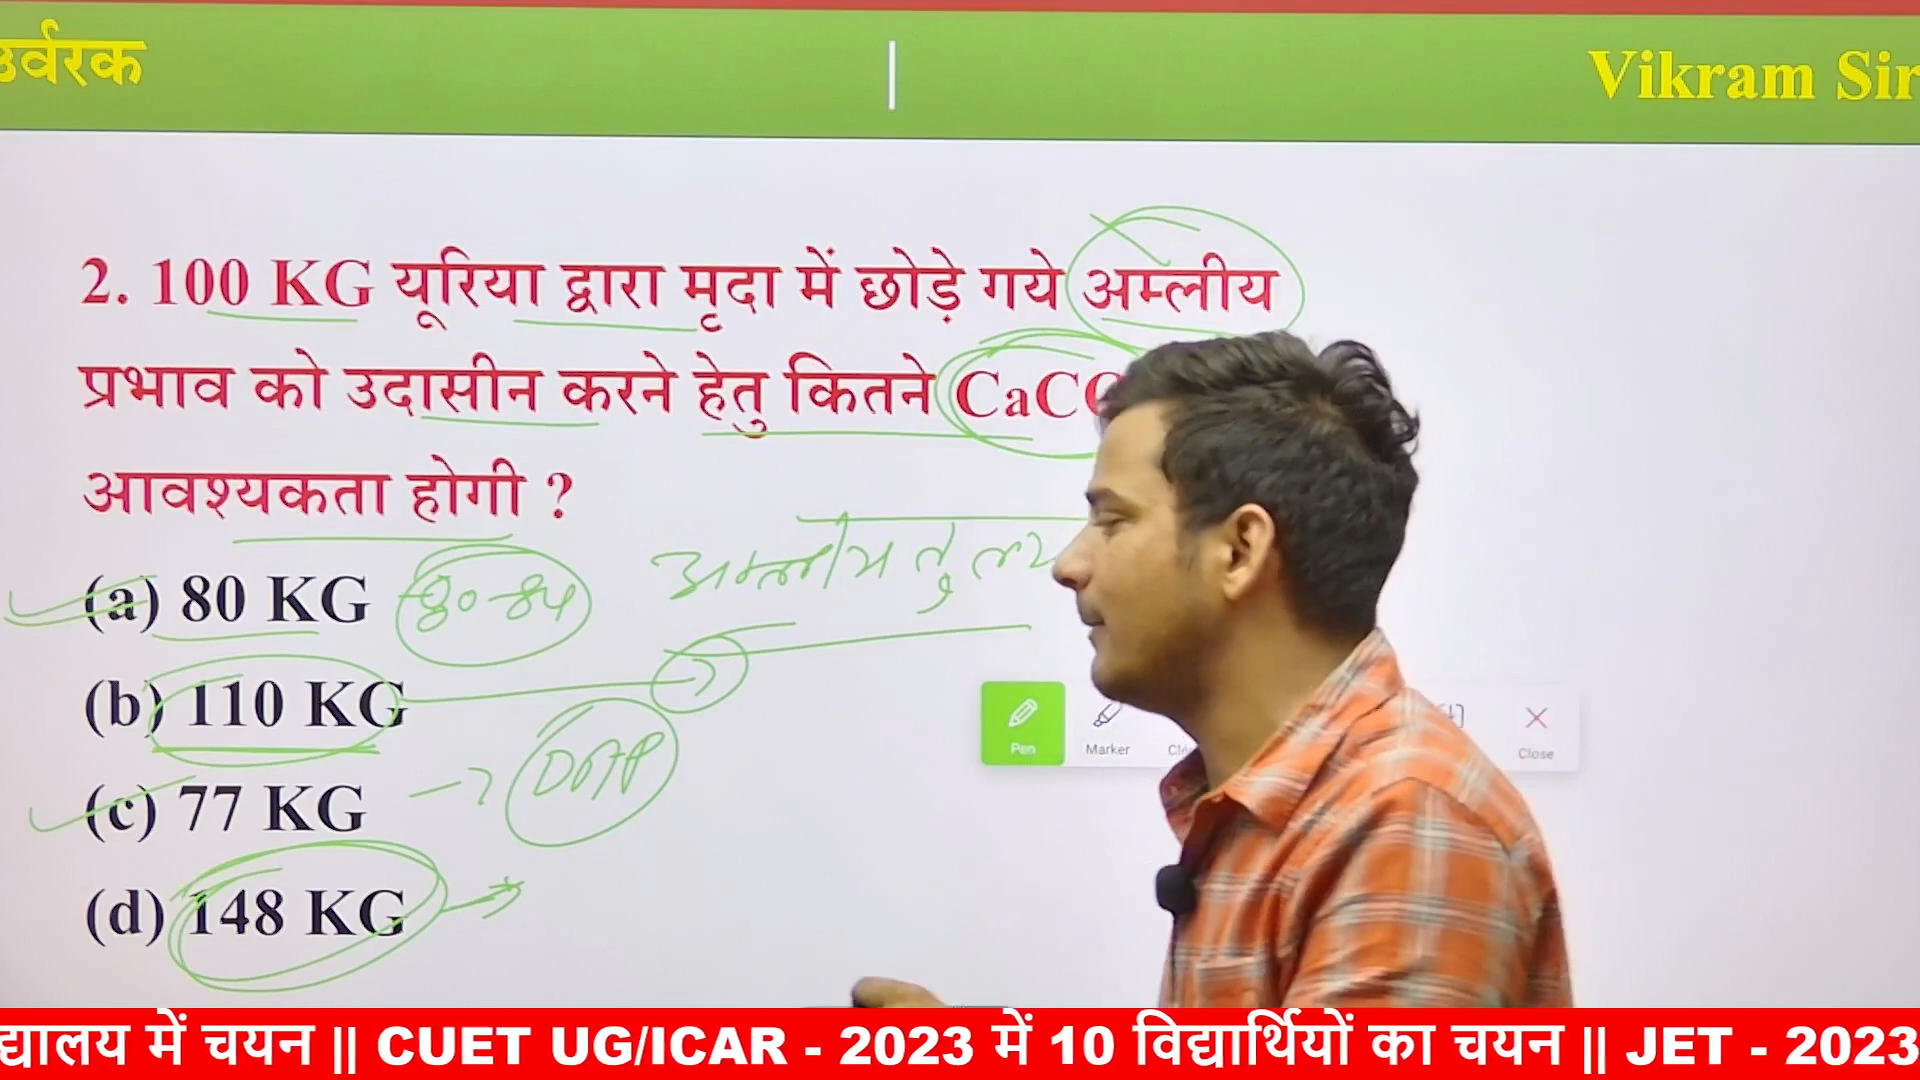 उर्वरक | Vikram Sir
2. 100 KG यूरिया द्वारा मृदा में छोड़े गये अम्लीय
प्रभाव को उदासीन करने हेतु कितने CaCO
आवश्यकता होगी ?
(a) 80 KG 80-84 अम्लीय तुल्य
(b) 110 KG
(c) 77 KG → DAP
(d) 148 KG
Pen Marker Close
द्यालय में चयन || CUET UG/ICAR - 2023 में 10 विद्यार्थियों का चयन || JET - 2023